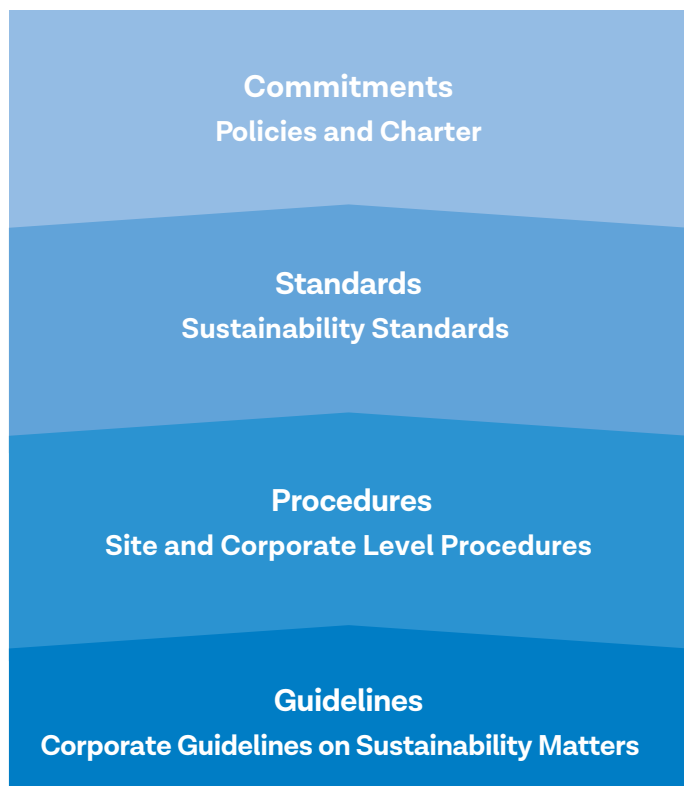 Commitments
Policies and Charter
Standards
Sustainability Standards
Procedures
Site and Corporate Level Procedures
Guidelines
Corporate Guidelines on Sustainability Matters